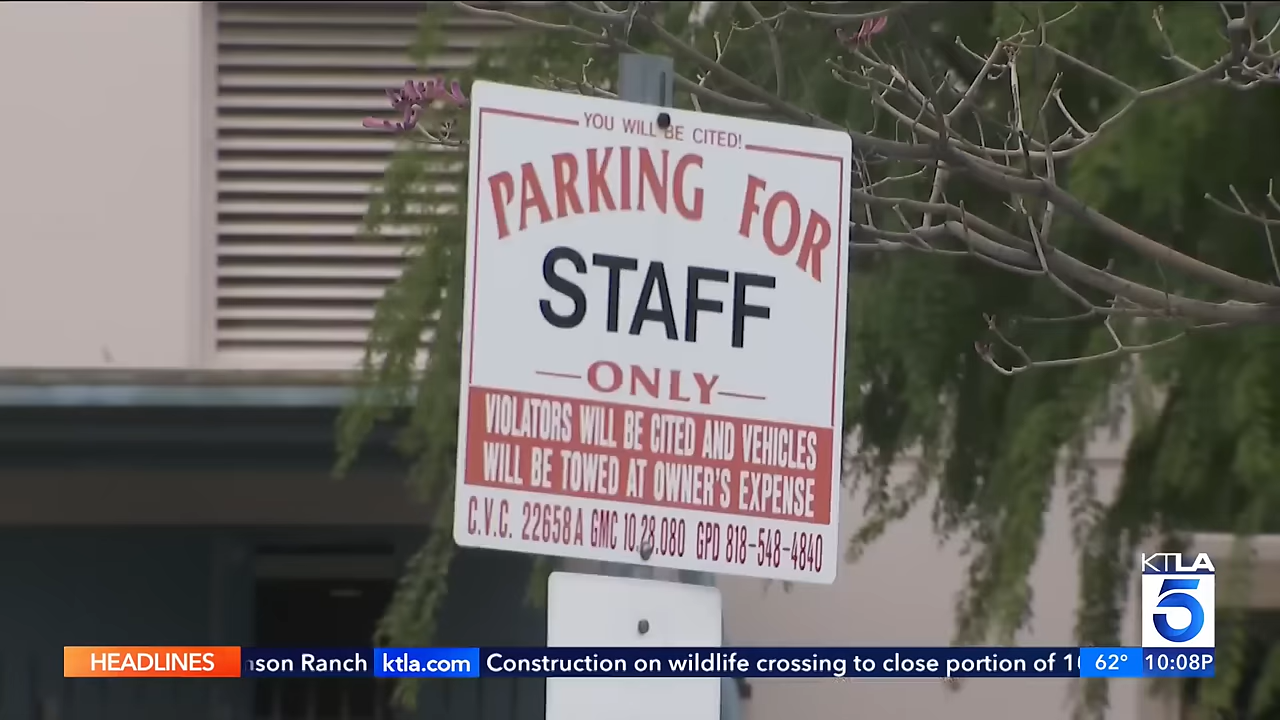 YOU WILL BE CITED!
PARKING FOR
STAFF
ONLY
VIOLATORS WILL BE CITED AND VEHICLES
WILL BE TOWED AT OWNER'S EXPENSE
C.V.C. 22658A GMC 10.28.080 GPD 818-548-4840
KTLA
5
HEADLINES nson Ranch ktla.com Construction on wildlife crossing to close portion of 62° 10:08P